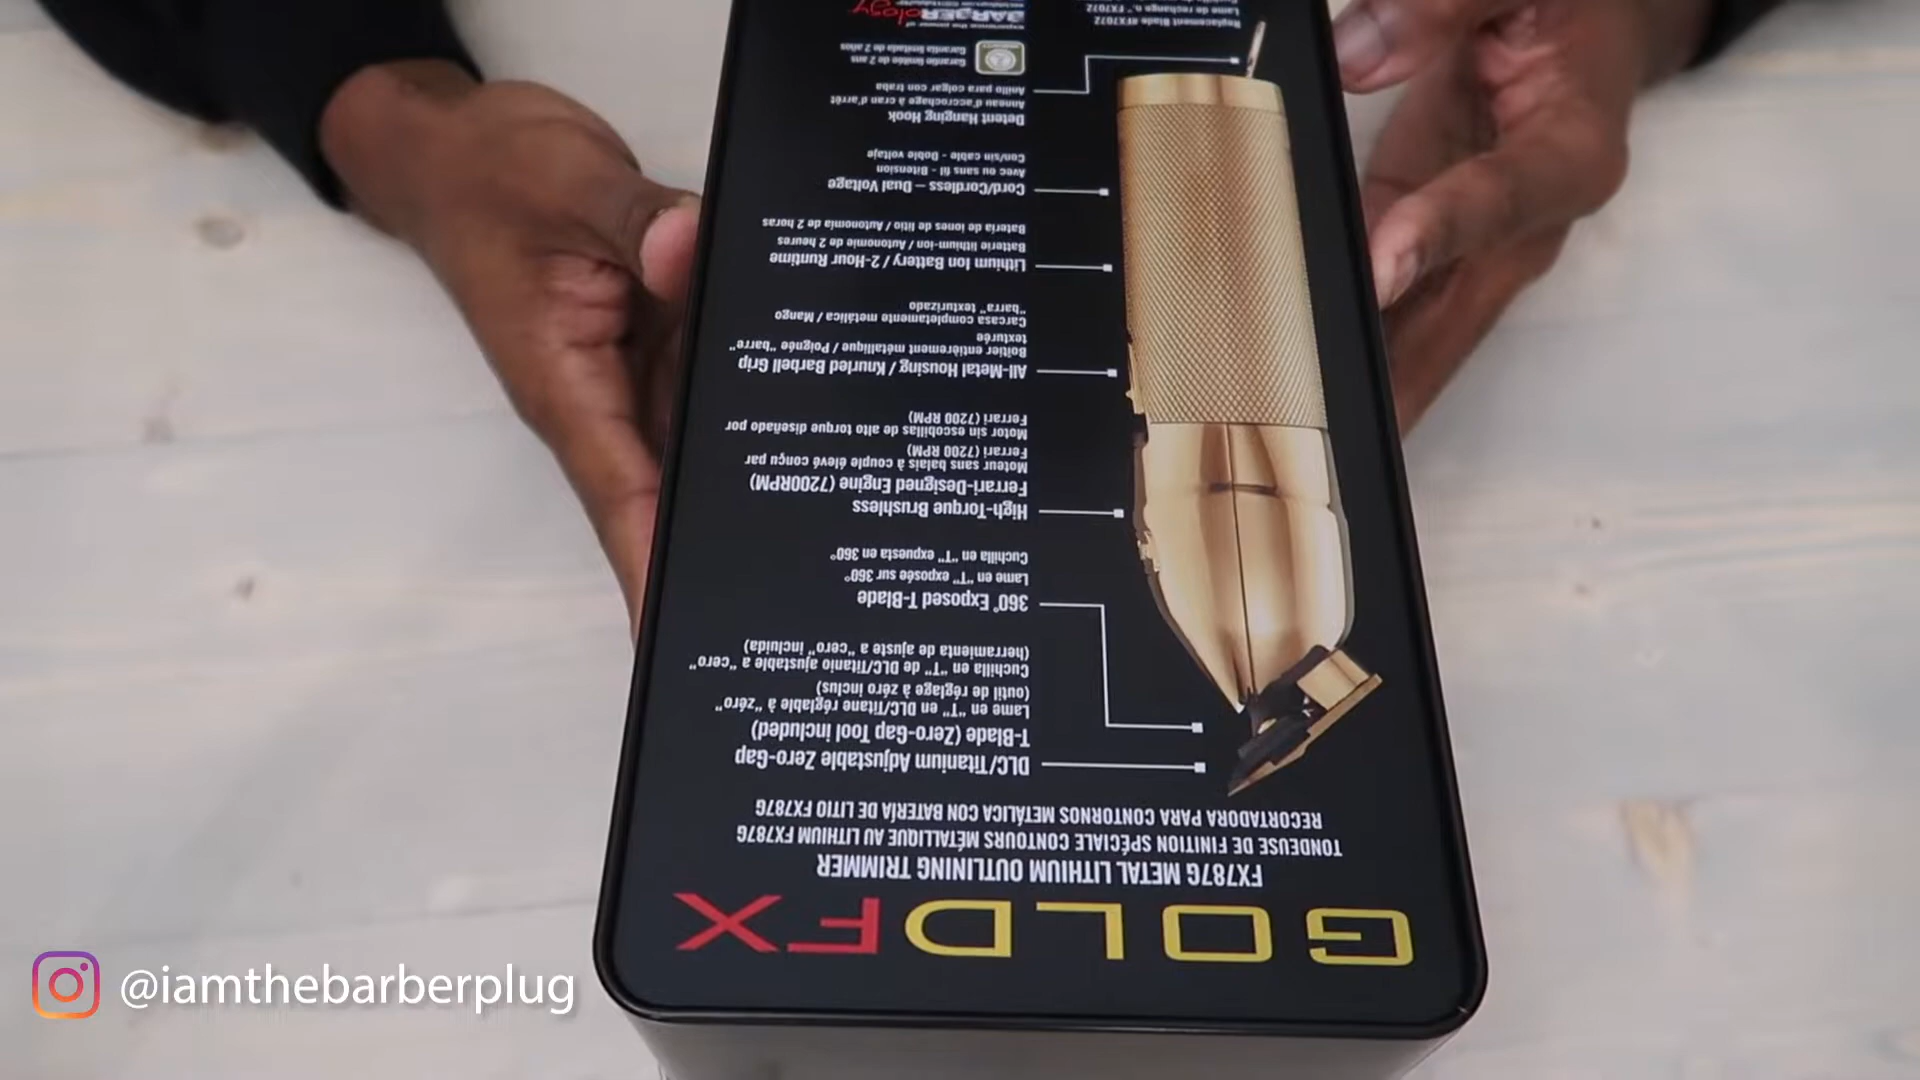 GOLDFX
FX787G METAL LITHIUM OUTLINING TRIMMER
TONDEUSE DE FINITION SPÉCIALE CONTOURS MÉTALLIQUE AU LITHIUM FX787G
RECORTADORA PARA CONTORNOS METÁLICA CON BATERÍA DE LITIO FX787G
DLC/Titanium Adjustable Zero-Gap
T-Blade (Zero-Gap Tool included)
Lame en "T" en DLC/Titane réglable à "zéro"
(outil de réglage à zéro inclus)
Cuchilla en "T" de DLC/Titanio ajustable a "cero"
(herramienta de ajuste a "cero" incluida)
360° Exposed T-Blade
Lame en "T" exposée sur 360°
Cuchilla en "T" expuesta en 360°
High-Torque Brushless
Ferrari-Designed Engine (7200RPM)
Moteur sans balais à couple élevé conçu par
Ferrari (7200 RPM)
Motor sin escobillas de alto torque diseñado por
Ferrari (7200 RPM)
All-Metal Housing / Knurled Barbell Grip
Boîtier entièrement métallique / Poignée "barre"
texturée
Carcasa completamente metálica / Mango
"barra" texturizado
Lithium Ion Battery / 2-Hour Runtime
Batterie lithium-ion / Autonomie de 2 heures
Batería de iones de litio / Autonomía de 2 horas
Cord/Cordless – Dual Voltage
Avec ou sans fil - Bitension
Con/sin cable - Doble voltaje
Detent Hanging Hook
Anneau d'accrochage à cran d'arrêt
Anillo para colgar con traba
Garantie limitée de 2 ans
Garantía limitada de 2 años
Replacement Blade #FX707Z
Lame de rechange n.° FX707Z
experience the power of
BARBERology
@iamthebarberplug